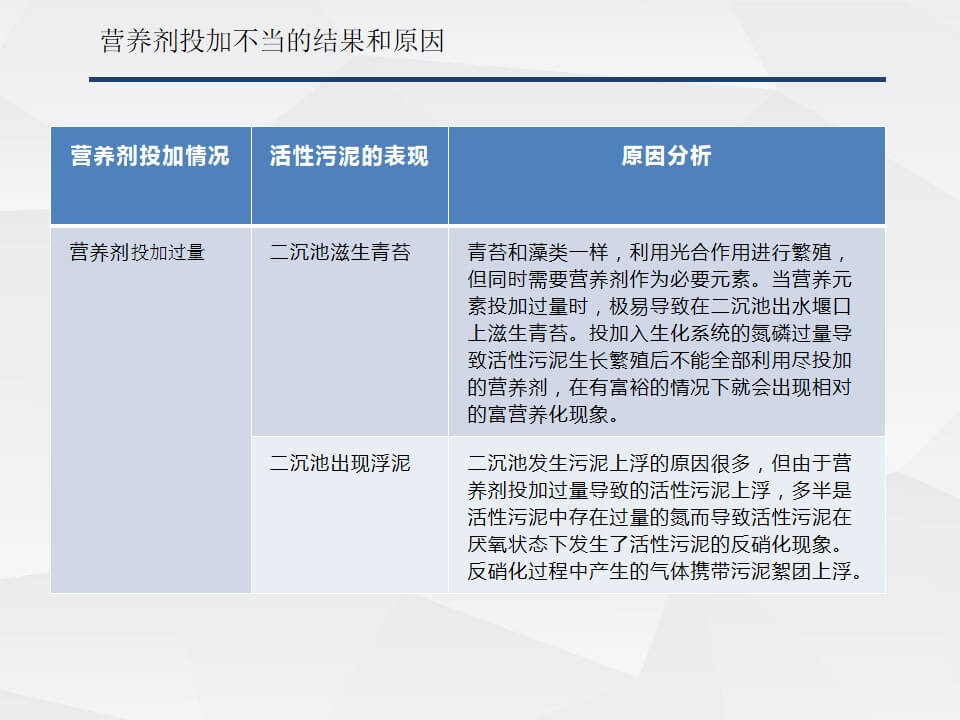 营养剂投加不当的结果和原因
营养剂投加情况
活性污泥的表现
原因分析
营养剂投加过量
二沉池滋生青苔
青苔和藻类一样，利用光合作用进行繁殖，
但同时需要营养剂作为必要元素。当营养元
素投加过量时，极易导致在二沉池出水堰口
上滋生青苔。投加入生化系统的氮磷过量导
致活性污泥生长繁殖后不能全部利用尽投加
的营养剂，在有富裕的情况下就会出现相对
的富营养化现象。
二沉池出现浮泥
二沉池发生污泥上浮的原因很多，但由于营
养剂投加过量导致的活性污泥上浮，多半是
活性污泥中存在过量的氮而导致活性污泥在
厌氧状态下发生了活性污泥的反硝化现象。
反硝化过程中产生的气体携带污泥絮团上浮。